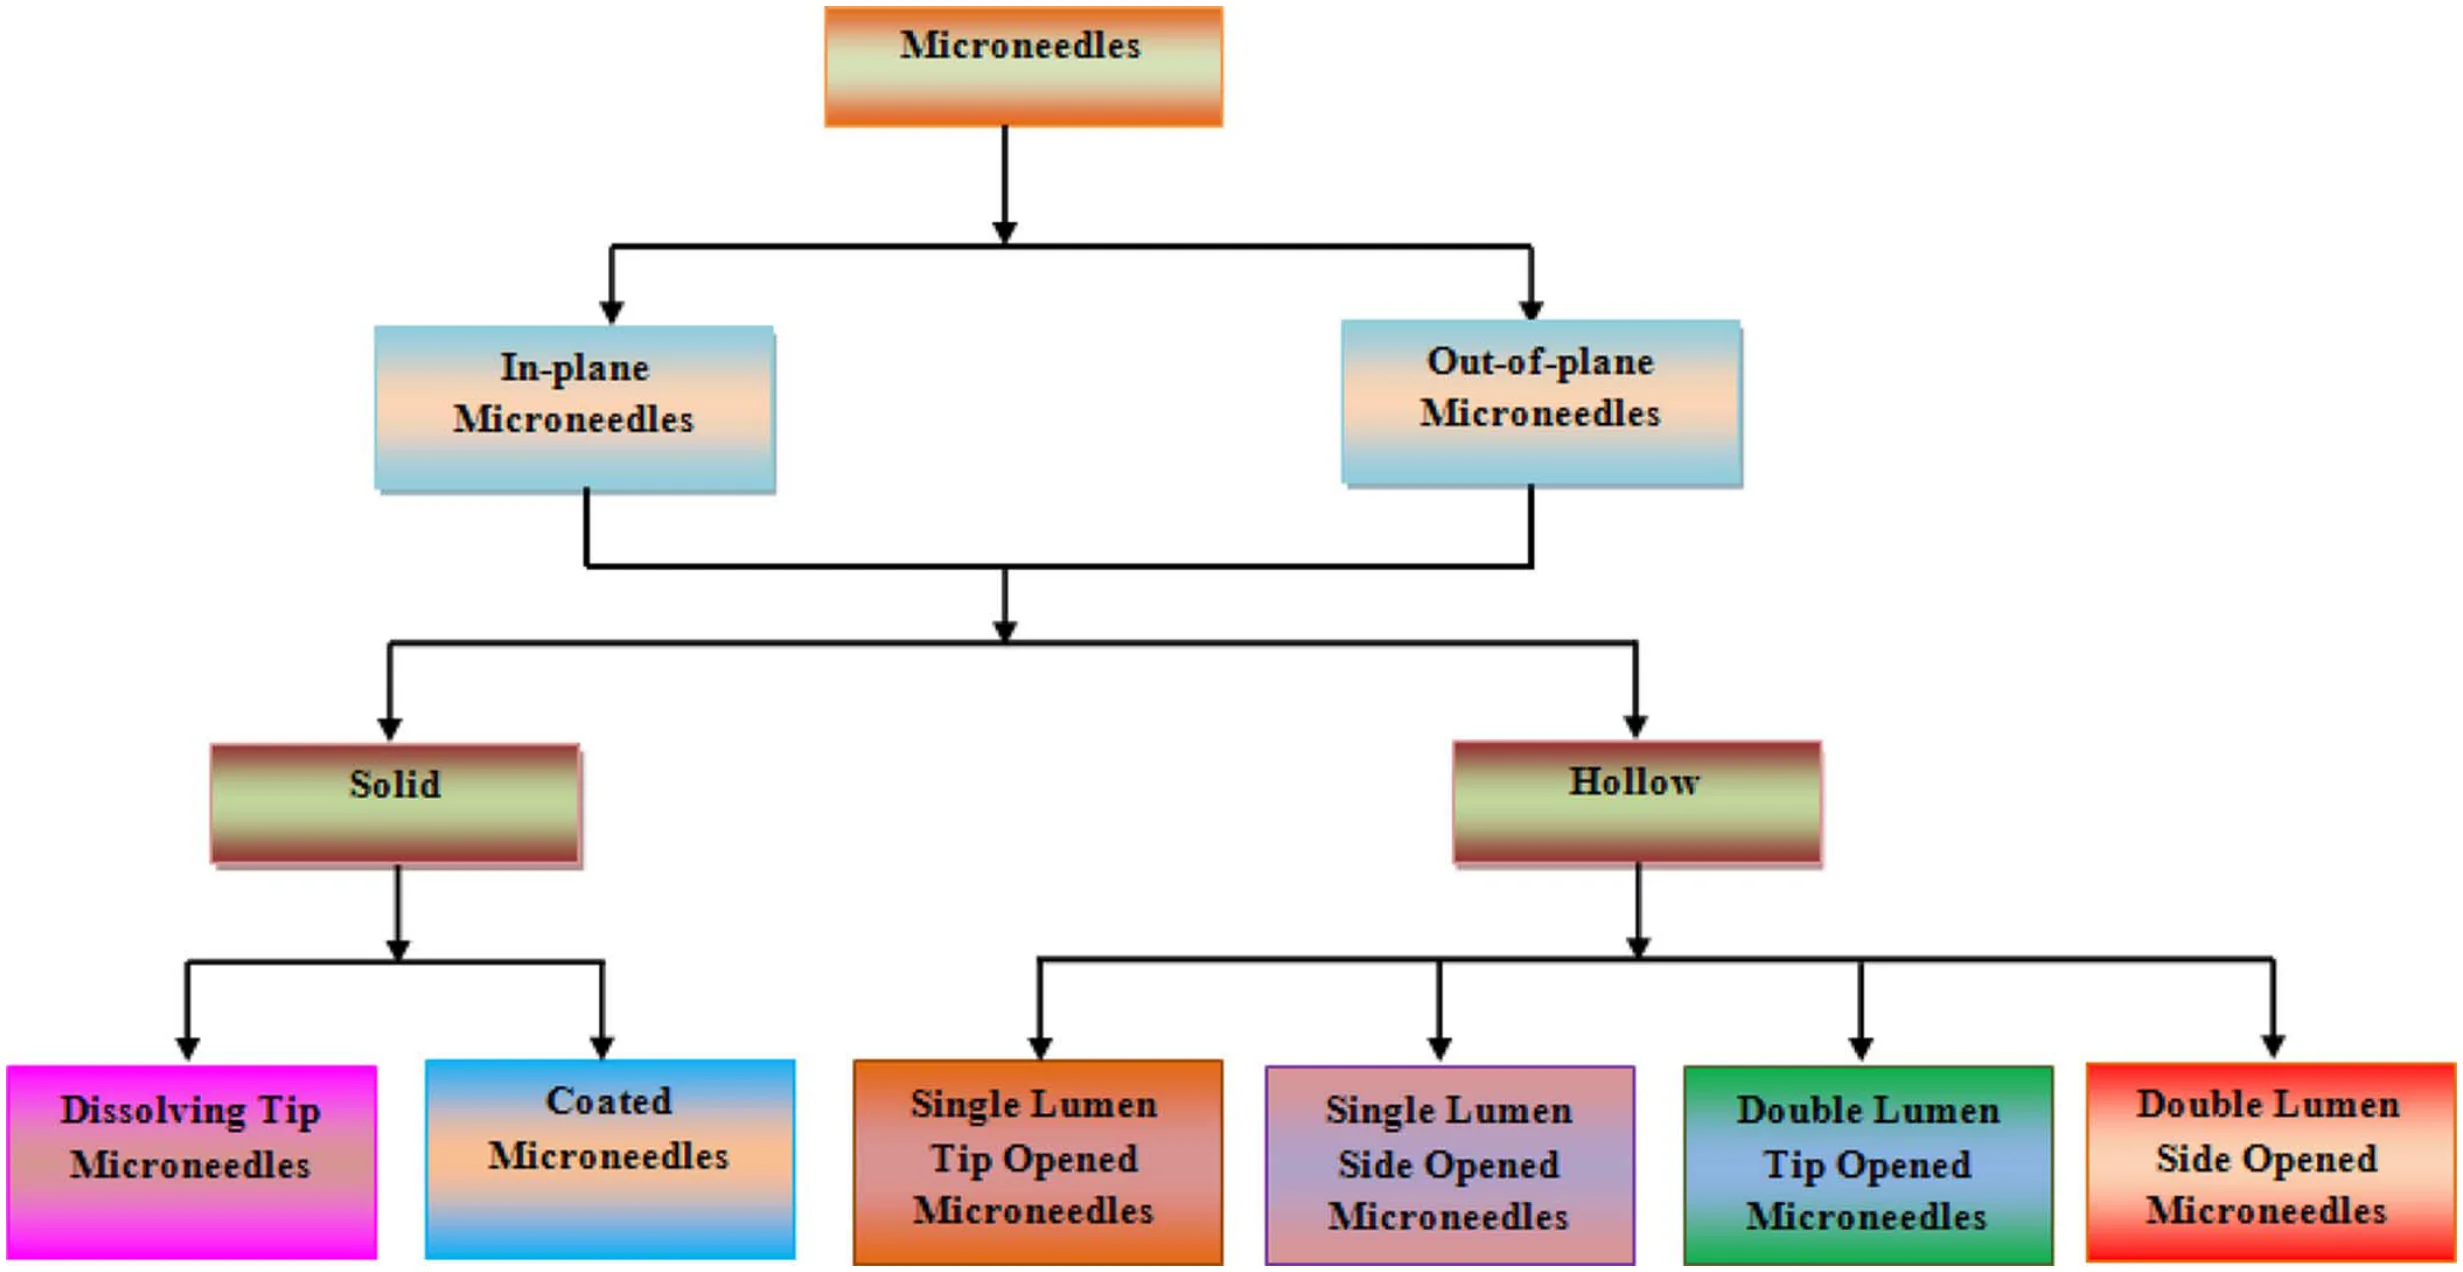 Microneedles
In-plane
Microneedles
Out-of-plane
Microneedles
Solid
Hollow
Dissolving Tip
Microneedles
Coated
Microneedles
Single Lumen
Tip Opened
Microneedles
Single Lumen
Side Opened
Microneedles
Double Lumen
Tip Opened
Microneedles
Double Lumen
Side Opened
Microneedles